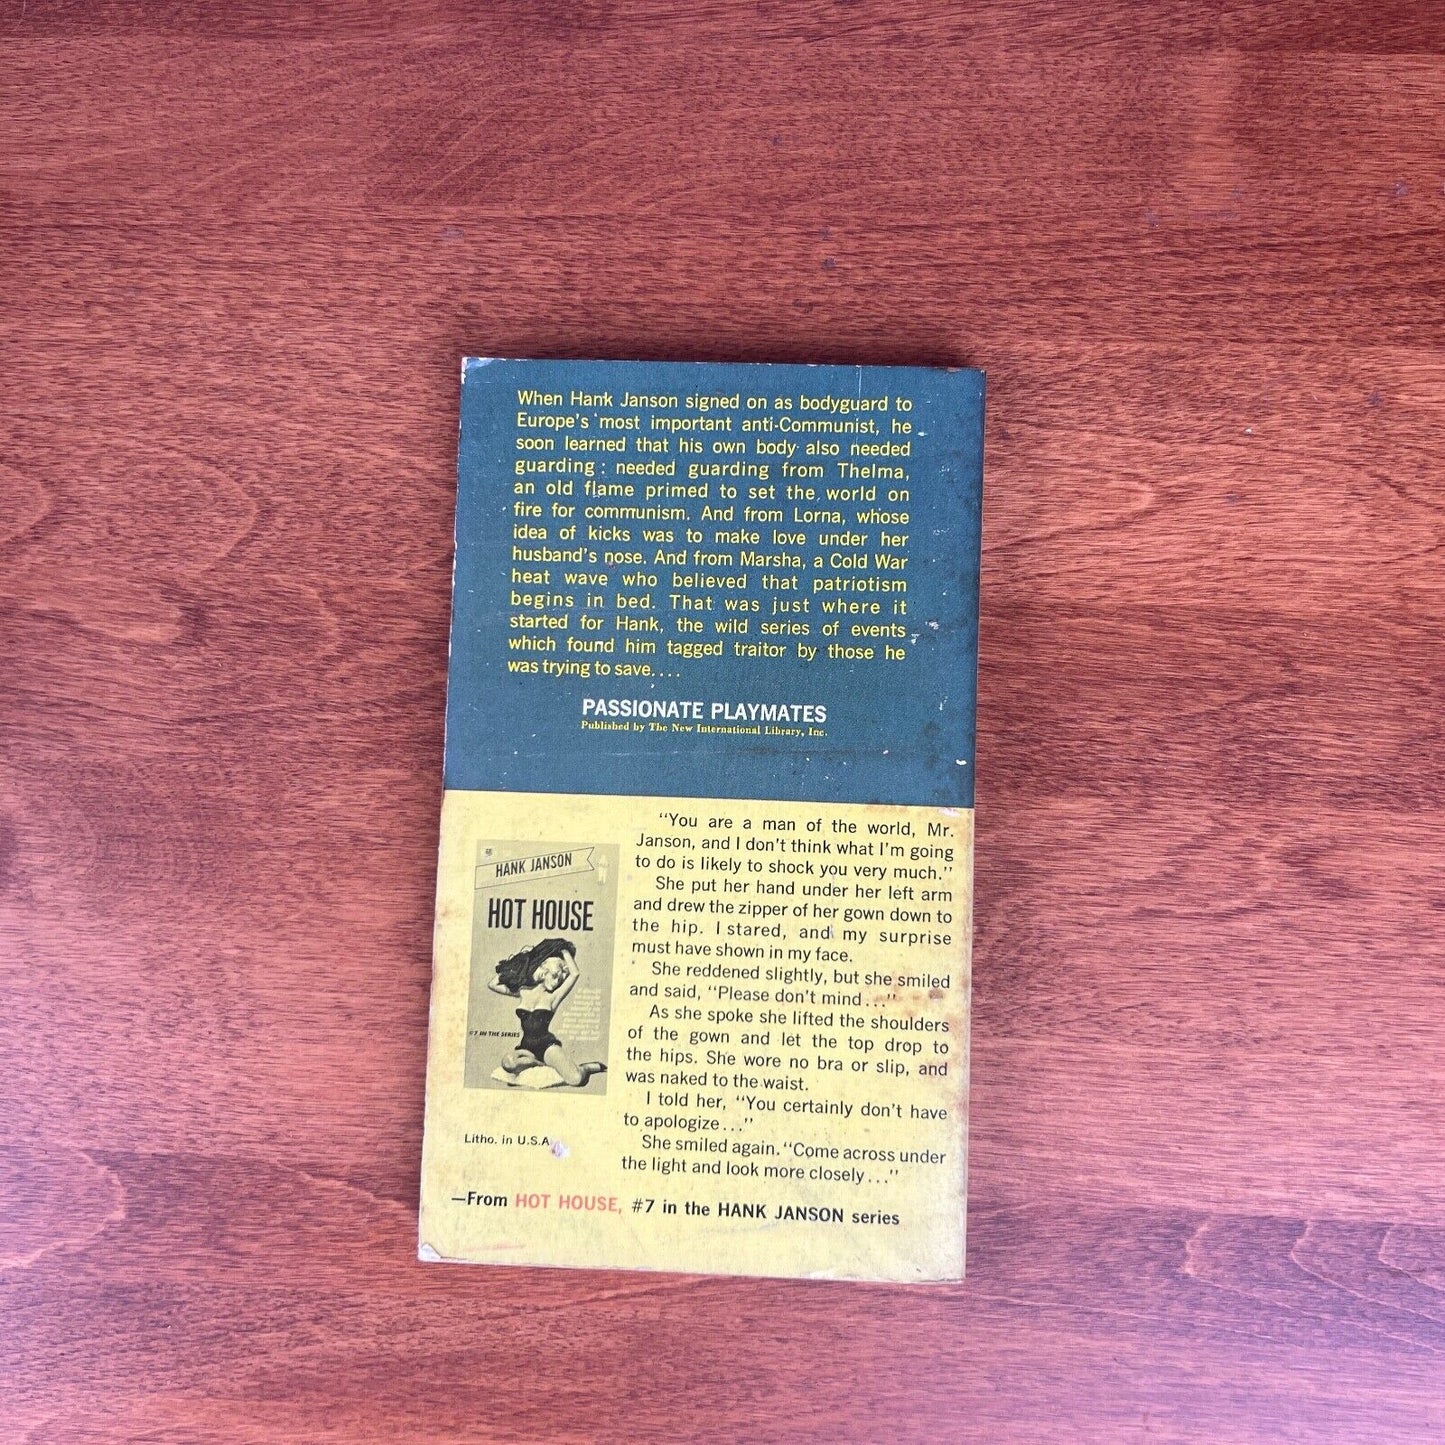 When Hank Janson signed on as bodyguard to
Europe's most important anti-Communist, he
soon learned that his own body also needed
guarding: needed guarding from Thelma,
an old flame primed to set the world on
fire for communism. And from Lorna, whose
idea of kicks was to make love under her
husband's nose. And from Marsha, a Cold War
heat wave who believed that patriotism
begins in bed. That was just where it
started for Hank, the wild series of events
which found him tagged traitor by those he
was trying to save....
PASSIONATE PLAYMATES
Published by The New International Library, Inc.
"You are a man of the world, Mr.
Janson, and I don't think what I'm going
to do is likely to shock you very much."
She put her hand under her left arm
and drew the zipper of her gown down to
the hip. I stared, and my surprise
must have shown in my face.
She reddened slightly, but she smiled
and said, "Please don't mind..."
As she spoke she lifted the shoulders
of the gown and let the top drop to
the hips. She wore no bra or slip, and
was naked to the waist.
I told her, "You certainly don't have
to apologize..."
She smiled again. "Come across under
the light and look more closely..."
HANK JANSON
HOT HOUSE
#7 IN THE SERIES
Litho. in U.S.A.
—From HOT HOUSE, #7 in the HANK JANSON series